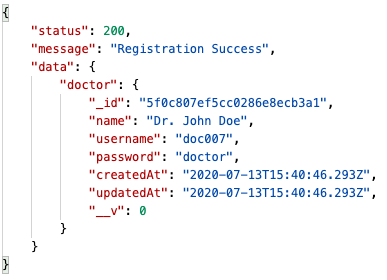 {
    "status": 200,
    "message": "Registration Success",
    "data": {
        "doctor": {
            "_id": "5f0c807ef5cc0286e8ecb3a1",
            "name": "Dr. John Doe",
            "username": "doc007",
            "password": "doctor",
            "createdAt": "2020-07-13T15:40:46.293Z",
            "updatedAt": "2020-07-13T15:40:46.293Z",
            "__v": 0
        }
    }
}